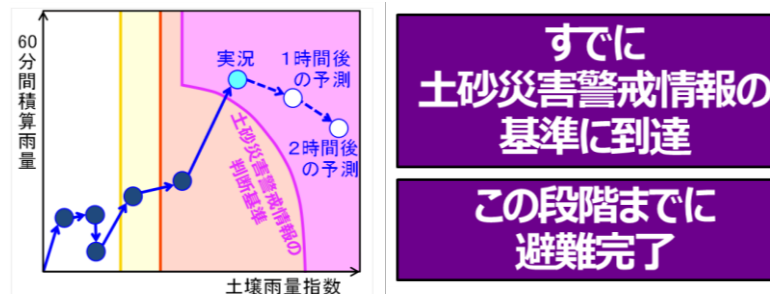 60分間積算雨量
実況
1時間後
の予測
2時間後
の予測
土砂災害警戒情報の
判断基準
土壌雨量指数
すでに
土砂災害警戒情報の
基準に到達
この段階までに
避難完了